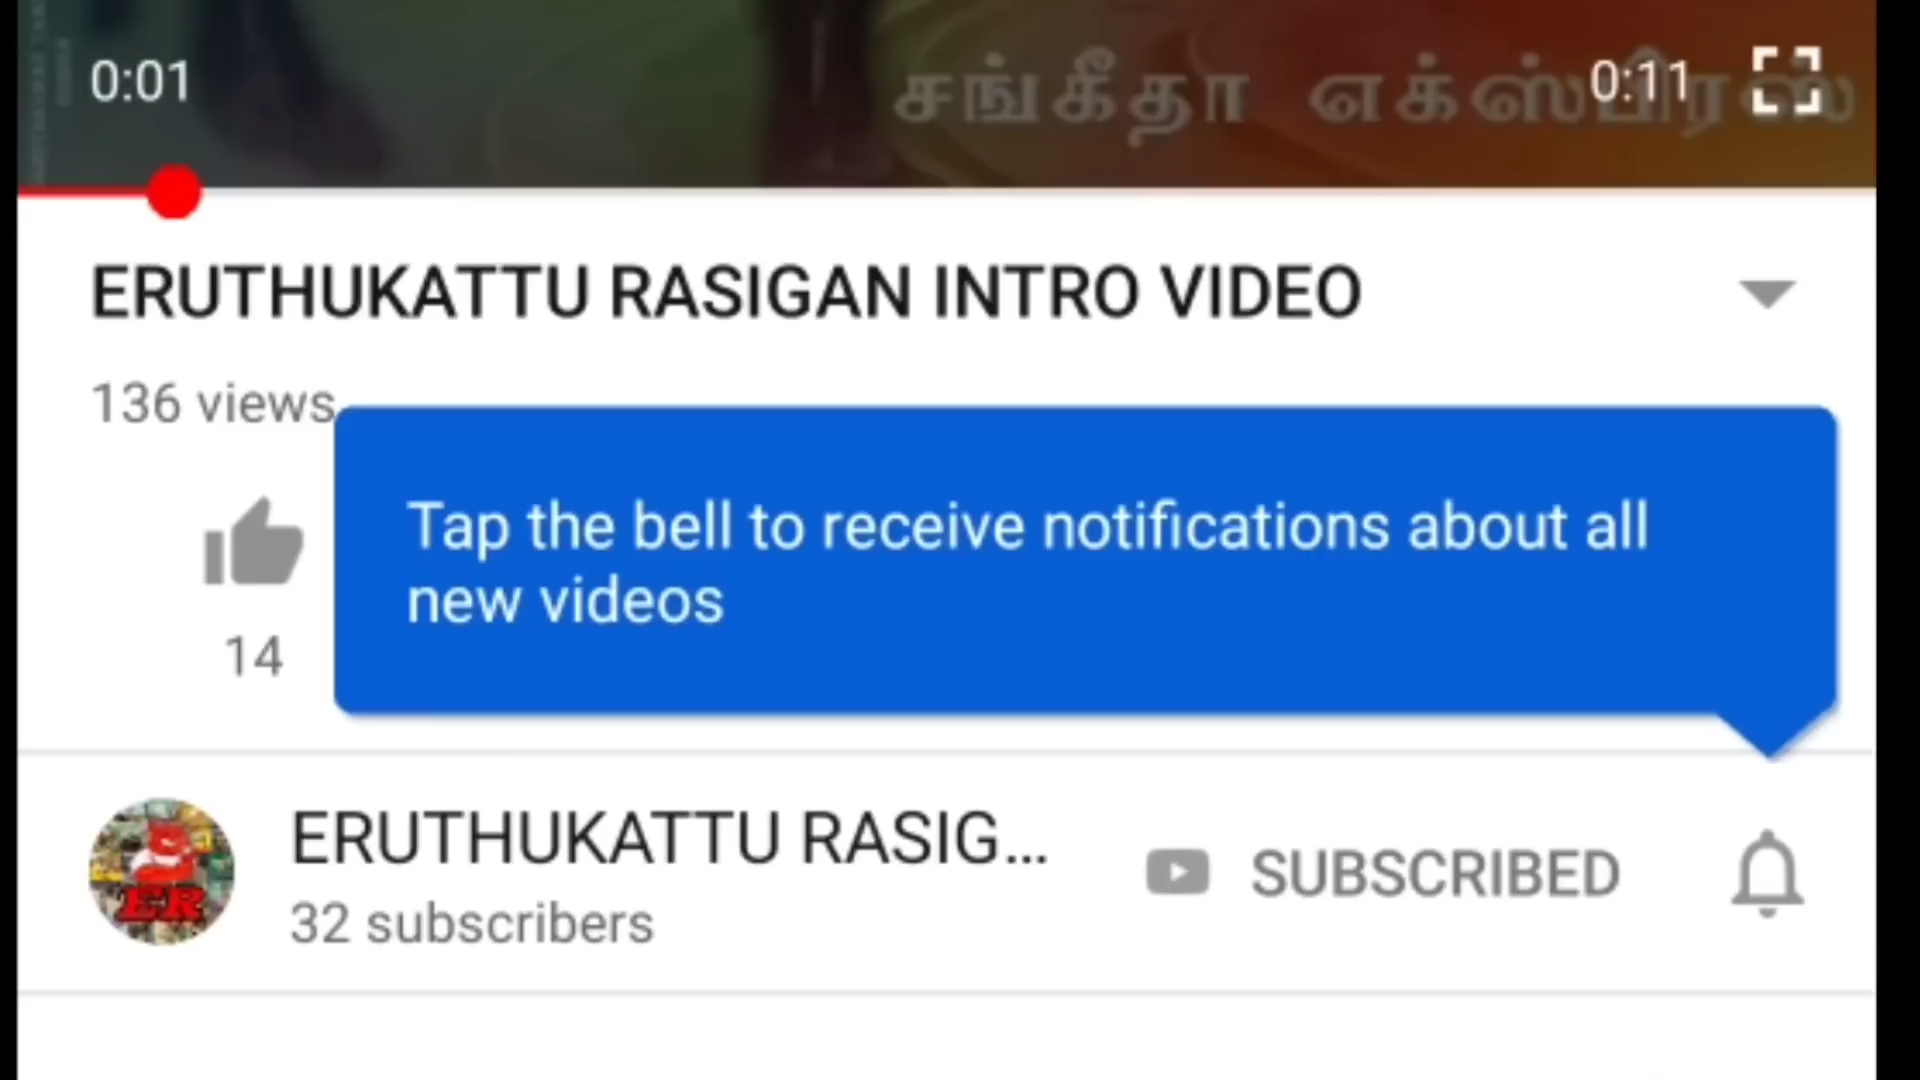 0:01
சங்கீதா எக்ஸ்பிரஸ்
0:11
ERUTHUKATTU RASIGAN INTRO VIDEO
136 views
Tap the bell to receive notifications about all
new videos
14
ERUTHUKATTU RASIG...
32 subscribers
SUBSCRIBED
ER